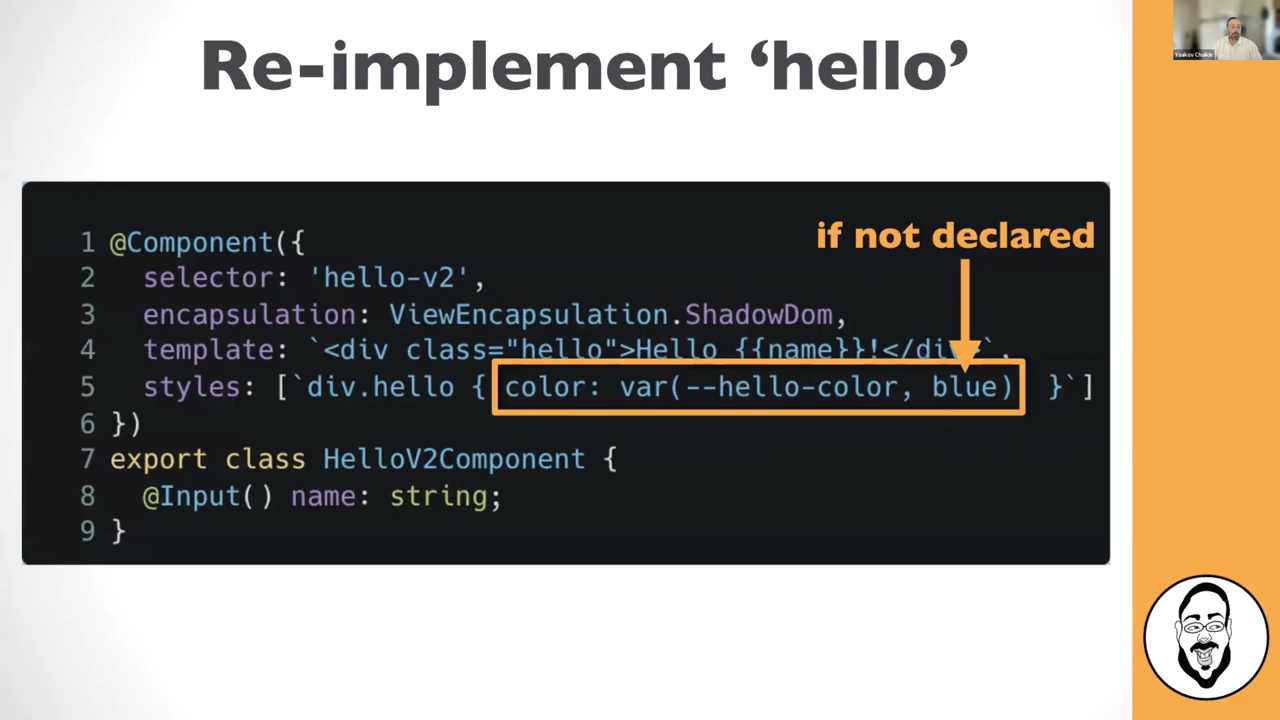 Re-implement ‘hello’
Yaakov Chaikin
if not declared
1 @Component({
2 selector: 'hello-v2',
3 encapsulation: ViewEncapsulation.ShadowDom,
4 template: `<div class="hello">Hello {{name}}!</div>`,
5 styles: [`div.hello { color: var(--hello-color, blue) }`]
6 })
7 export class HelloV2Component {
8 @Input() name: string;
9 }